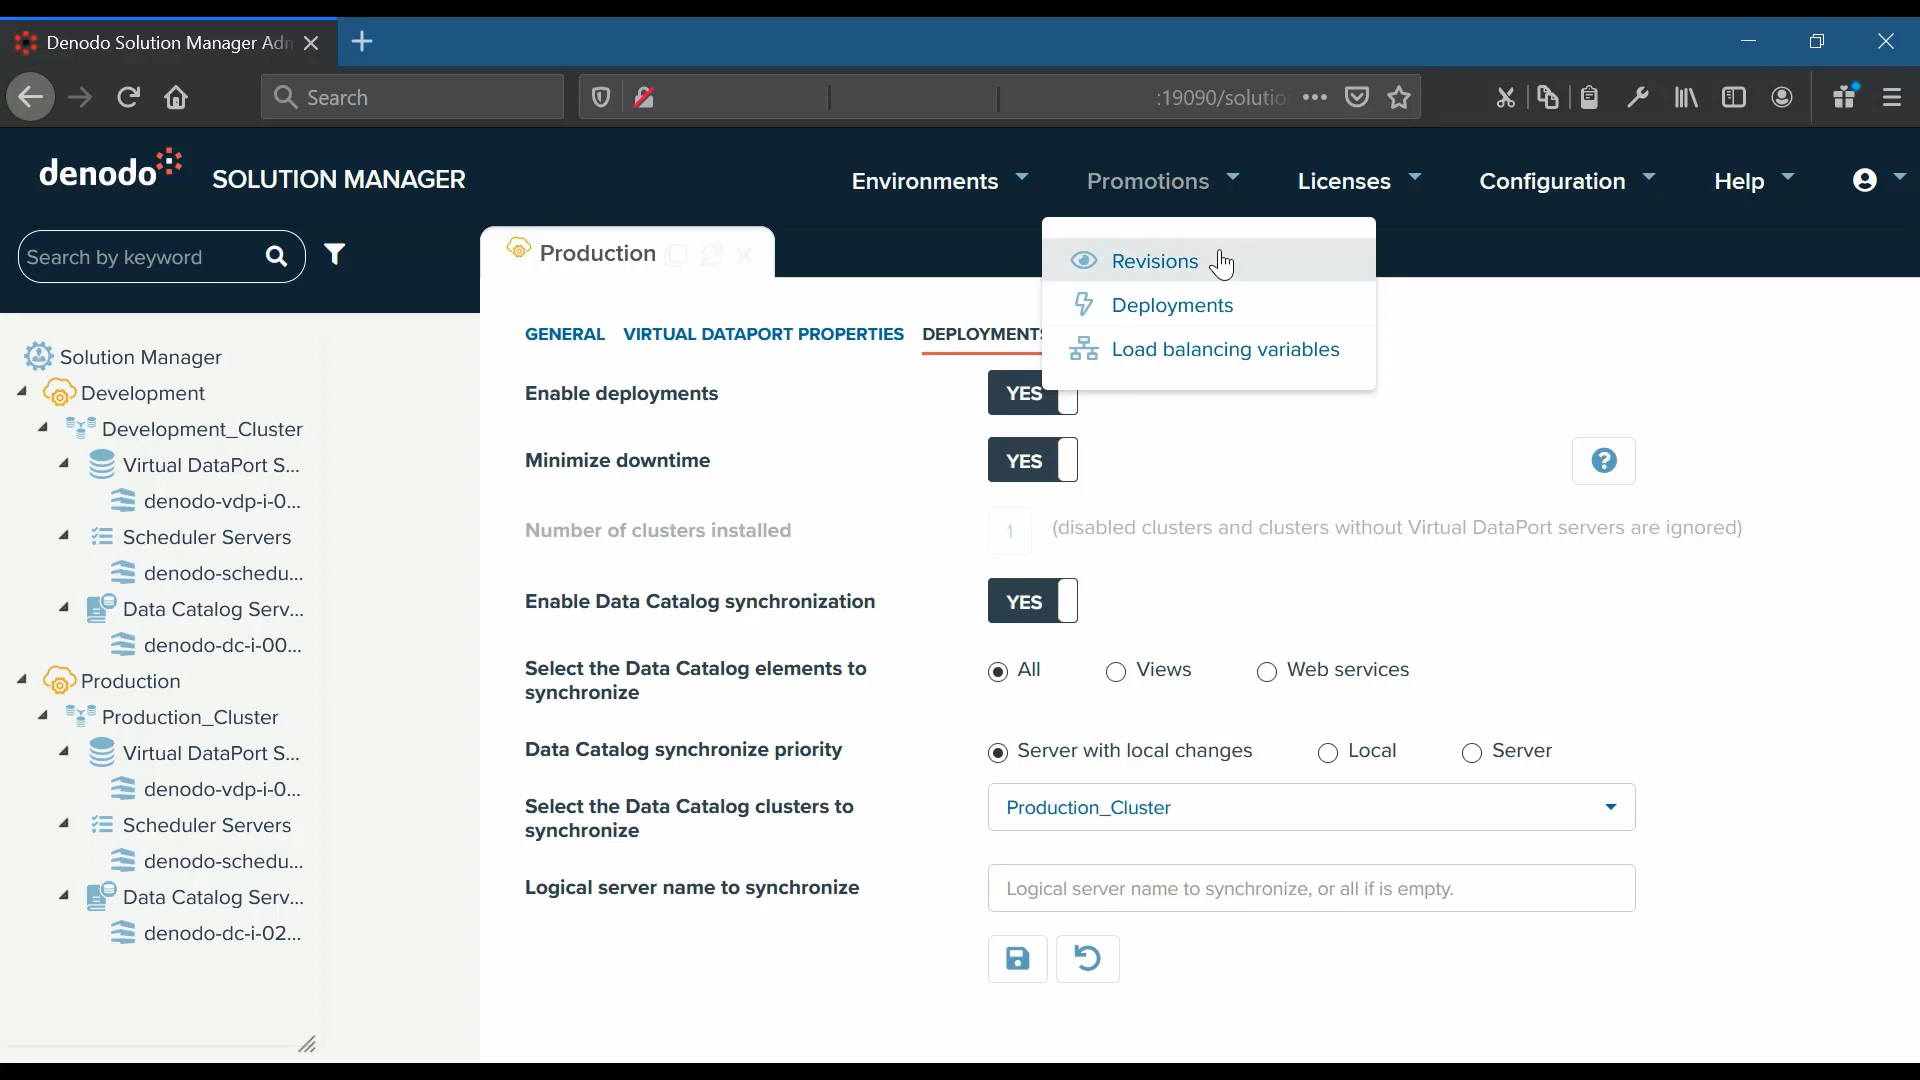 Denodo Solution Manager Adn
Search
:19090/solutio
denodo SOLUTION MANAGER
Environments
Promotions
Licenses
Configuration
Help
Search by keyword
Production
Revisions
Deployments
Load balancing variables
GENERAL
VIRTUAL DATAPORT PROPERTIES
DEPLOYMENTS
Solution Manager
Development
Development_Cluster
Virtual DataPort S...
denodo-vdp-i-0...
Scheduler Servers
denodo-schedu...
Data Catalog Serv...
denodo-dc-i-00...
Production
Production_Cluster
Virtual DataPort S...
denodo-vdp-i-0...
Scheduler Servers
denodo-schedu...
Data Catalog Serv...
denodo-dc-i-02...
Enable deployments
YES
Minimize downtime
YES
?
Number of clusters installed
1
(disabled clusters and clusters without Virtual DataPort servers are ignored)
Enable Data Catalog synchronization
YES
Select the Data Catalog elements to
synchronize
All
Views
Web services
Data Catalog synchronize priority
Server with local changes
Local
Server
Select the Data Catalog clusters to
synchronize
Production_Cluster
Logical server name to synchronize
Logical server name to synchronize, or all if is empty.